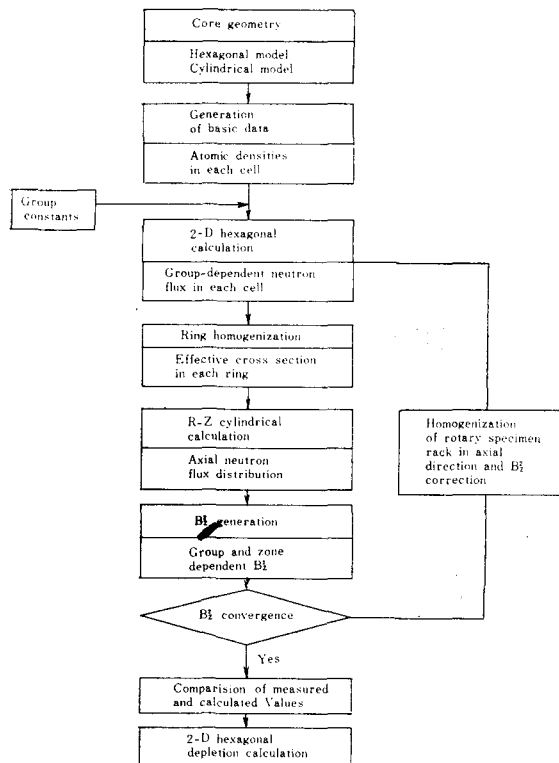 Core geometry
Hexagonal model
Cylindrical model
Generation
of basic data
Atomic densities
in each cell
Group
constants
2-D hexagonal
calculation
Group-dependent neutron
flux in each cell
Ring homogenization
Effective cross section
in each ring
R-Z cylindrical
calculation
Axial neutron
flux distribution
Homogenization
of rotary specimen
rack in axial
direction and
correction
generation
Group and zone
dependent
convergence
Yes
Comparision of measured
and calculated Values
2-D hexagonal
depletion calculation